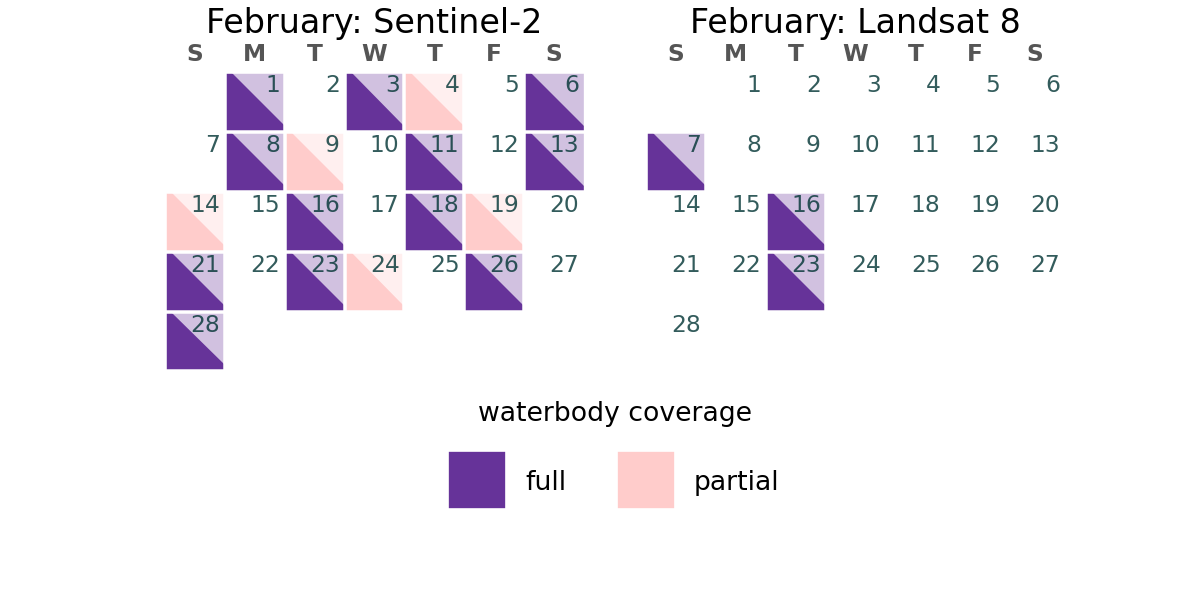 February: Sentinel-2
S M T W T F S
1 2 3 4 5 6
7 8 9 10 11 12 13
14 15 16 17 18 19 20
21 22 23 24 25 26 27
28
February: Landsat 8
S M T W T F S
1 2 3 4 5 6
7 8 9 10 11 12 13
14 15 16 17 18 19 20
21 22 23 24 25 26 27
28
waterbody coverage
full
partial